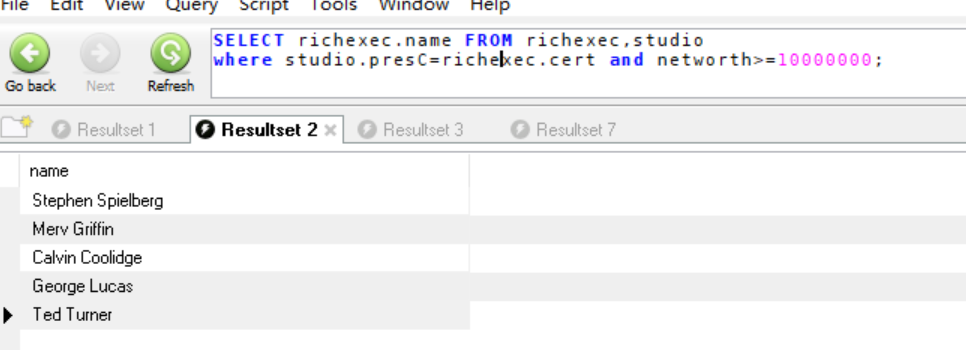 File Edit View Query Script Tools Window Help
SELECT richexec.name FROM richexec,studio
where studio.presC=richexec.cert and networth>=10000000;
Go back Next Refresh
Resultset 1 Resultset 2 Resultset 3 Resultset 7
name
Stephen Spielberg
Merv Griffin
Calvin Coolidge
George Lucas
Ted Turner